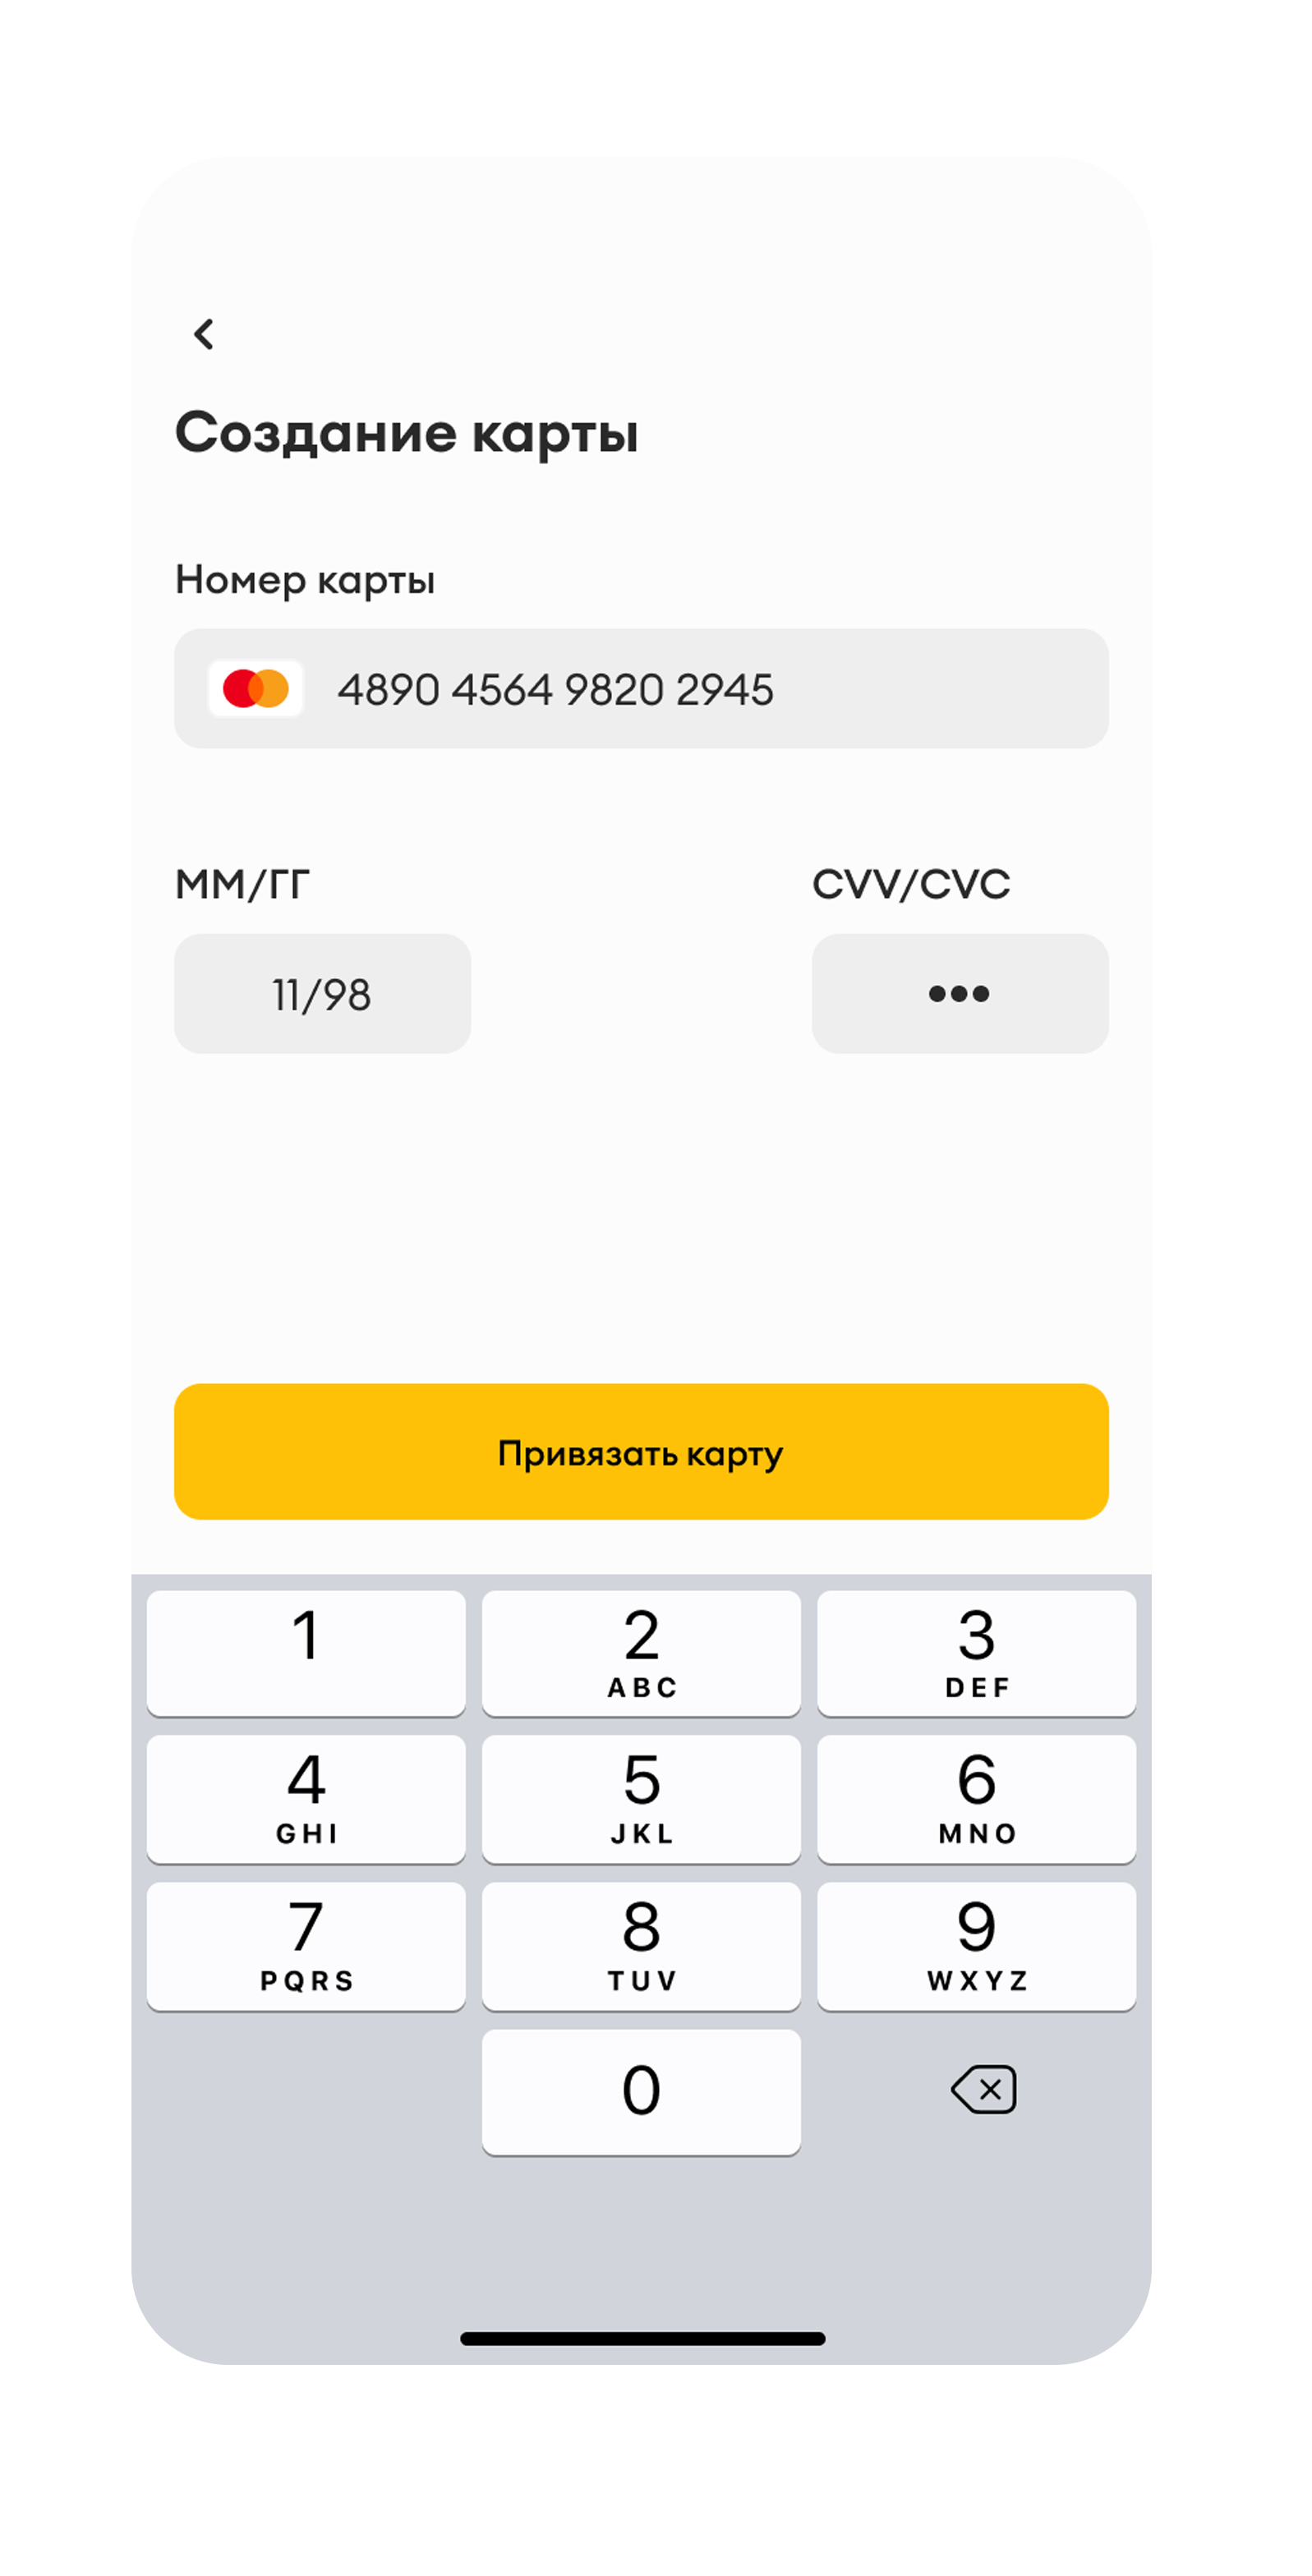 Создание карты
Номер карты
4890 4564 9820 2945
ММ/ГГ CVV/CVC
11/98 •••
Привязать карту
1 2 3
ABC DEF
4 5 6
GHI JKL MNO
7 8 9
PQRS TUV WXYZ
0